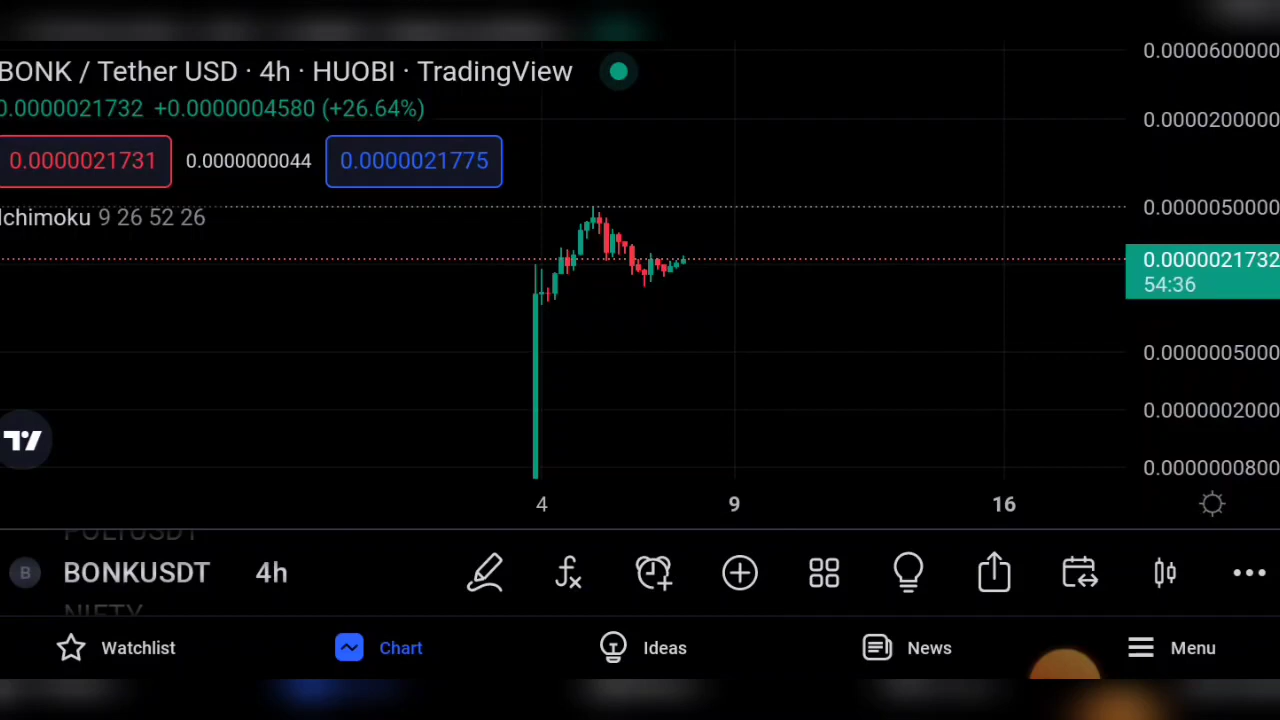 BONK / Tether USD · 4h · HUOBI · TradingView
0.0000021732 +0.0000004580 (+26.64%)
0.0000021731 0.0000000044 0.0000021775
Ichimoku 9 26 52 26
0.0000600000
0.0000200000
0.0000050000
0.0000021732
54:36
0.0000005000
0.0000002000
0.0000000800
4 9 16
POLYUSDT
B BONKUSDT 4h
NIFTY
Watchlist Chart Ideas News Menu